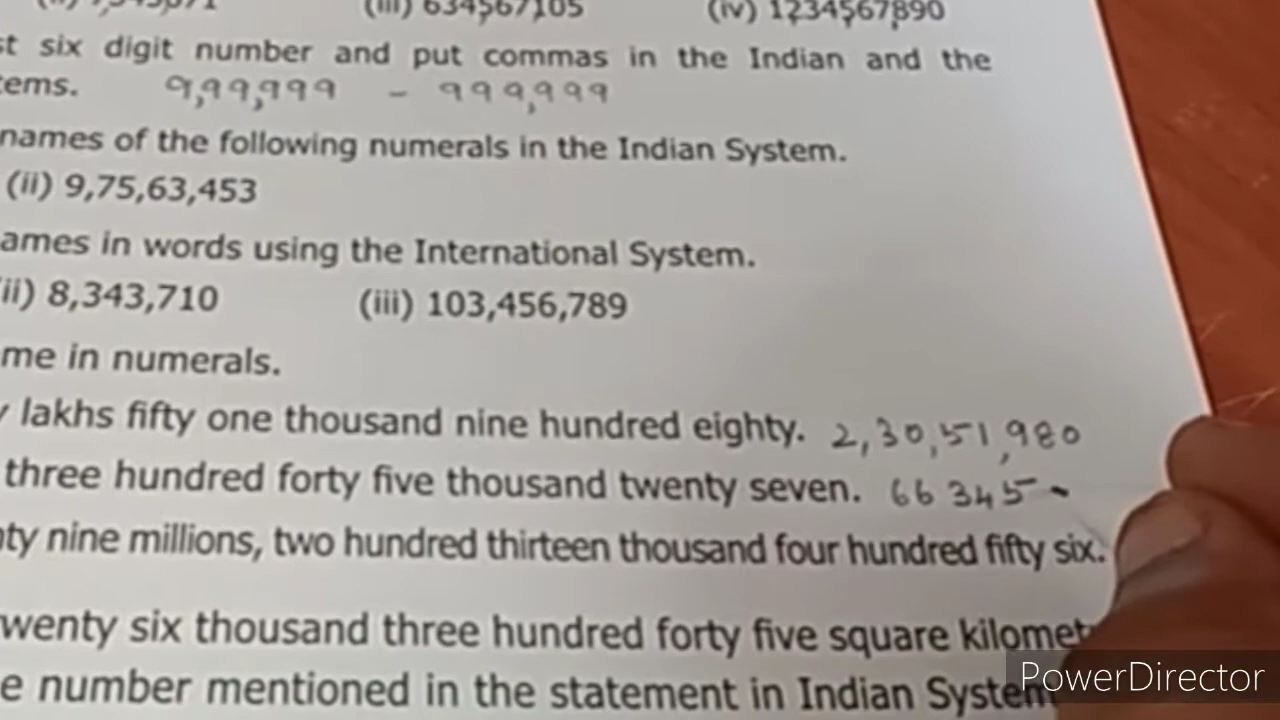 (iii) 634567105 (iv) 1234567890
st six digit number and put commas in the Indian and the
tems. 9,99,999 - 999,999
names of the following numerals in the Indian System.
(ii) 9,75,63,453
ames in words using the International System.
ii) 8,343,710 (iii) 103,456,789
me in numerals.
y lakhs fifty one thousand nine hundred eighty. 2,30,51,980
three hundred forty five thousand twenty seven. 66 345
nty nine millions, two hundred thirteen thousand four hundred fifty six.
wenty six thousand three hundred forty five square kilomet
e number mentioned in the statement in Indian System
PowerDirector